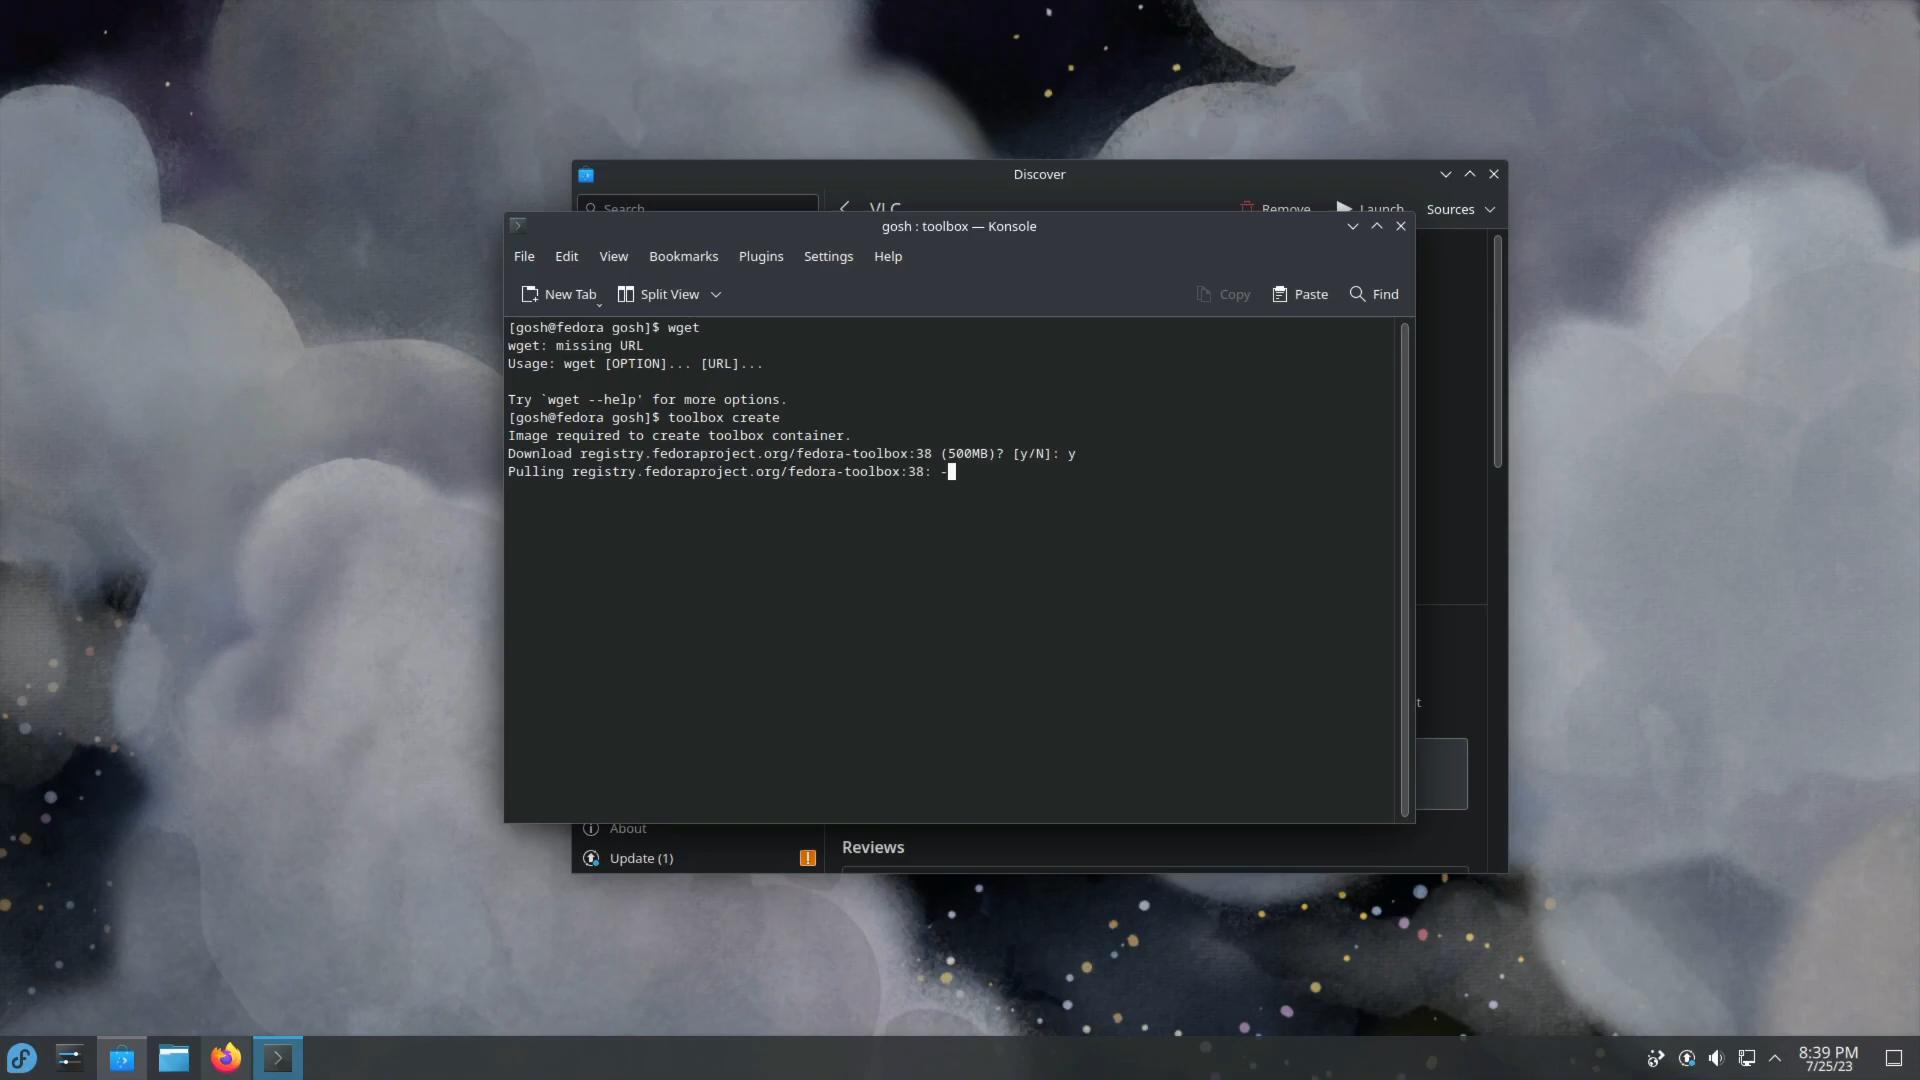 Discover
Search
VLC
Remove
Launch
Sources
gosh : toolbox — Konsole
File Edit View Bookmarks Plugins Settings Help
New Tab Split View Copy Paste Find
[gosh@fedora gosh]$ wget
wget: missing URL
Usage: wget [OPTION]... [URL]...
Try `wget --help' for more options.
[gosh@fedora gosh]$ toolbox create
Image required to create toolbox container.
Download registry.fedoraproject.org/fedora-toolbox:38 (500MB)? [y/N]: y
Pulling registry.fedoraproject.org/fedora-toolbox:38: -
t
About
Reviews
Update (1)
8:39 PM
7/25/23